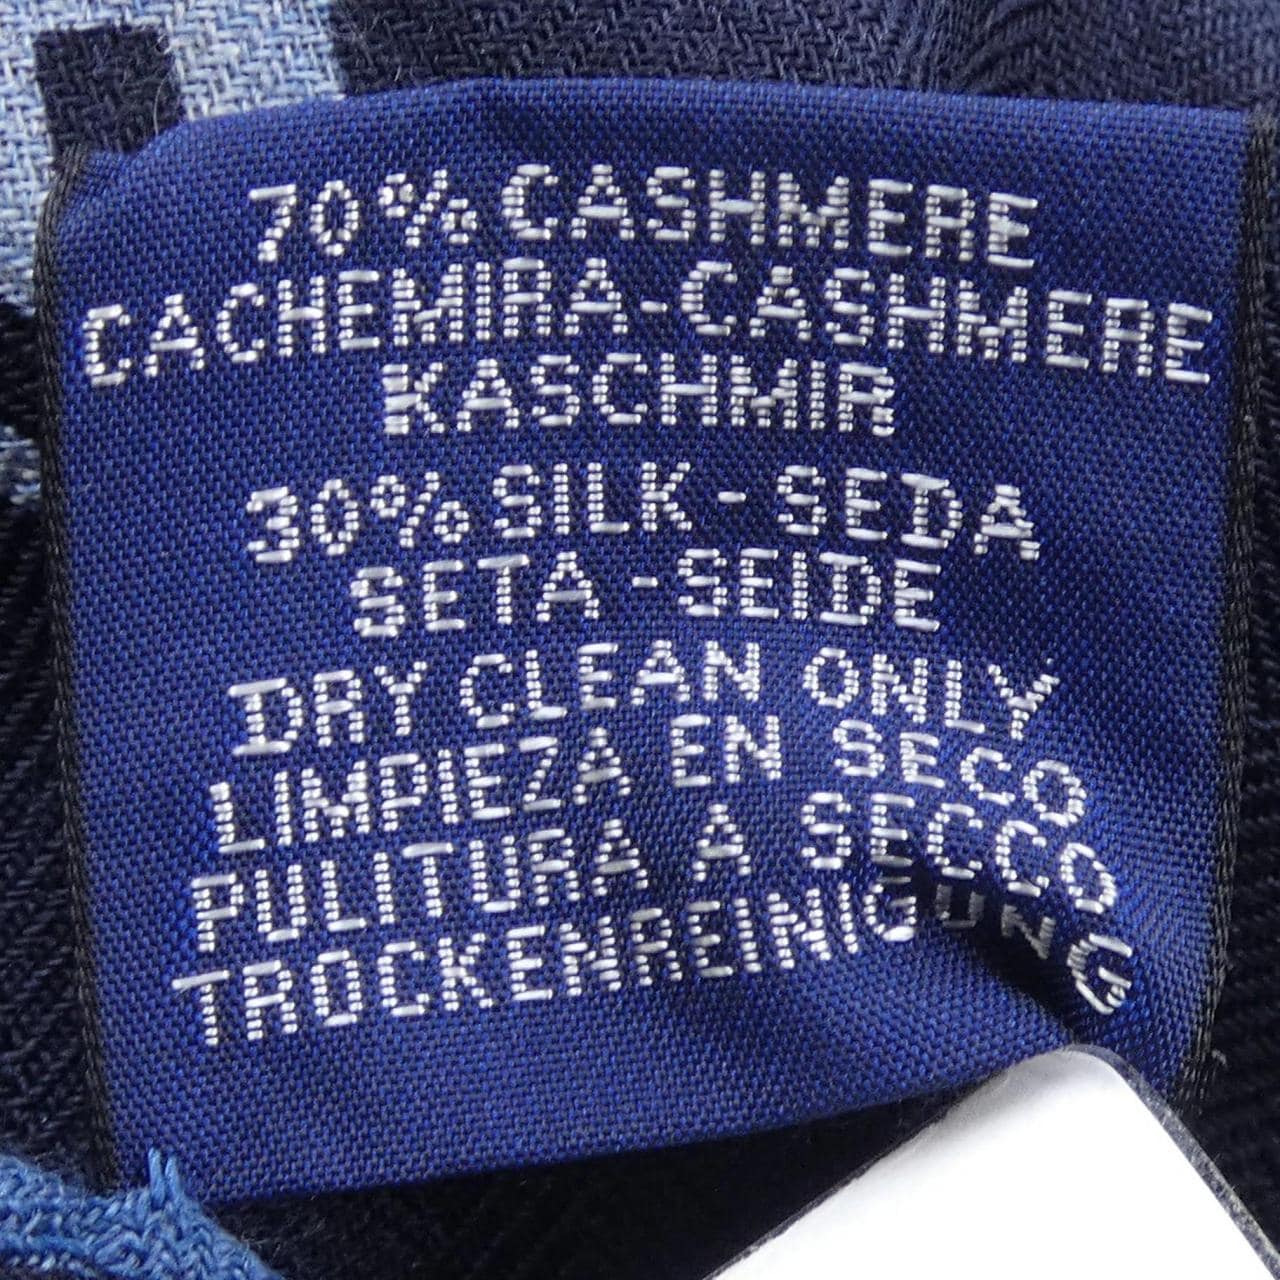 70% CASHMERE
CACHEMIRA-CASHMERE
KASCHMIR
30% SILK - SEDA
SETA - SEIDE
DRY CLEAN ONLY
LIMPIEZA EN SECO
PULITURA A SECCO
TROCKENREINIGUNG